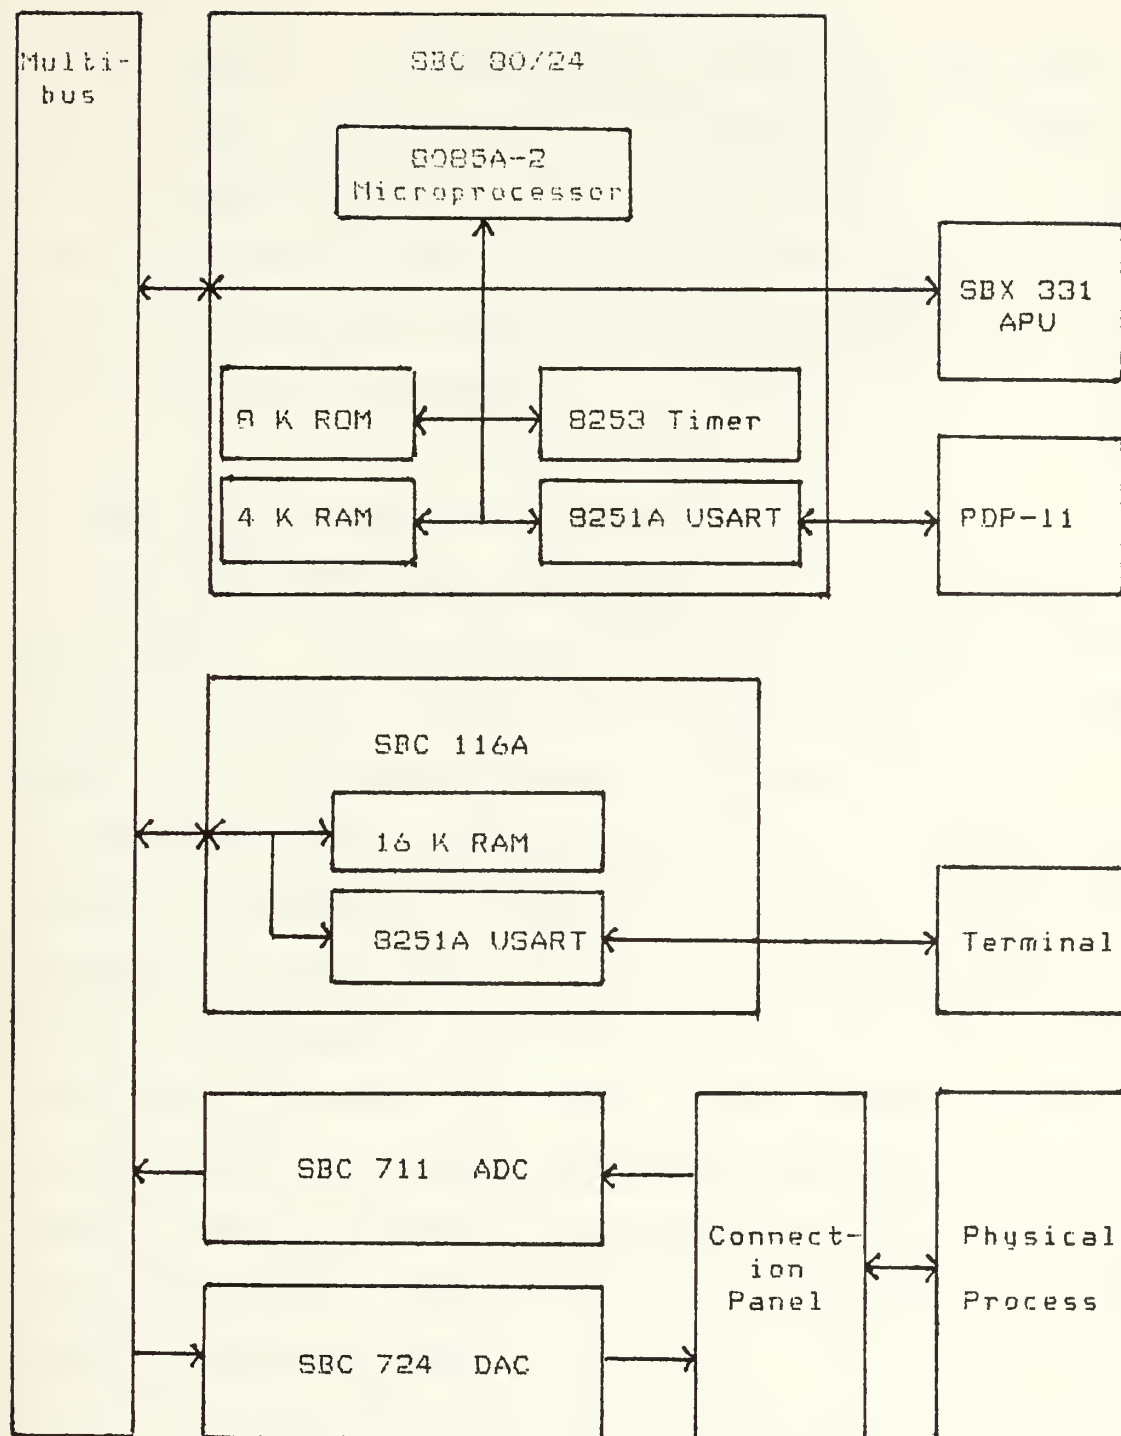 Multi-
bus
SBC 80/24
8085A-2
Microprocessor
SBX 331
APU
8 K ROM
8253 Timer
4 K RAM
8251A USART
PDP-11
SBC 116A
16 K RAM
8251A USART
Terminal
SBC 711 ADC
Connect-
ion
Panel
Physical
Process
SBC 724 DAC